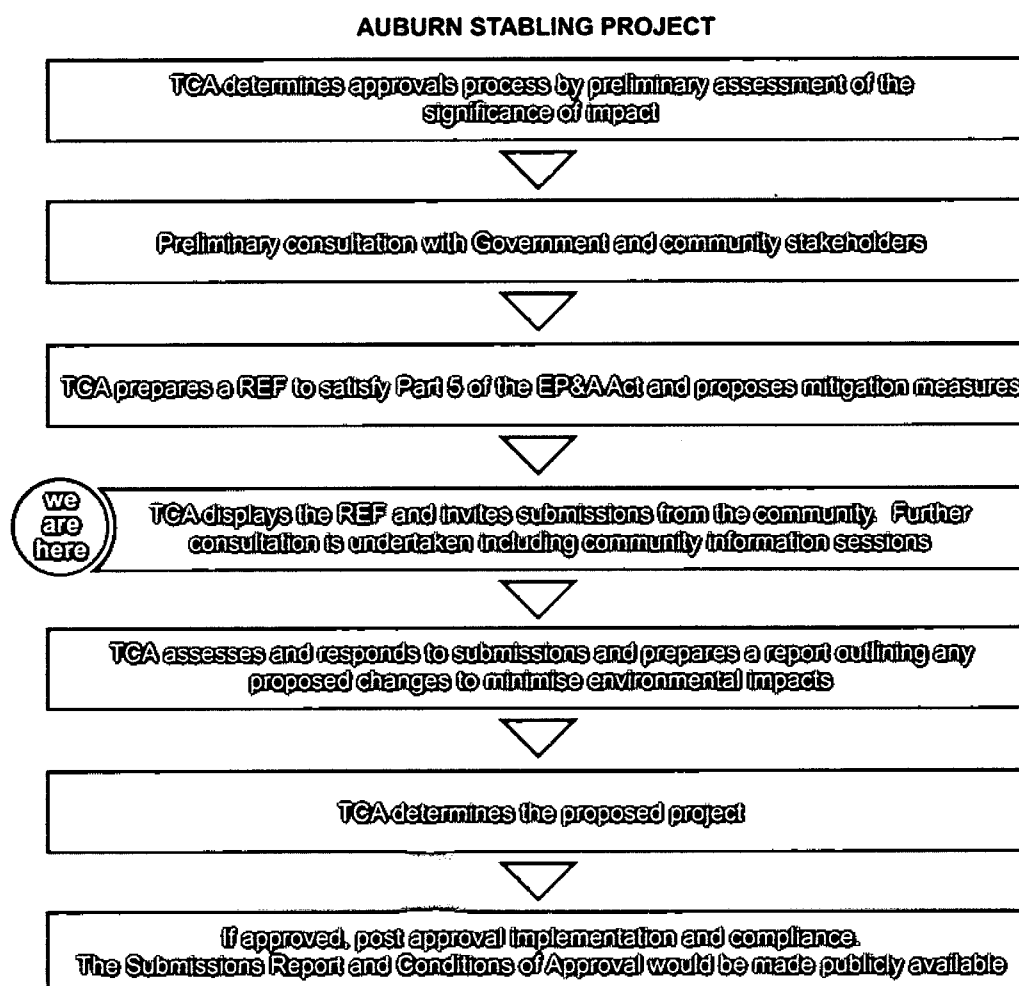 AUBURN STABLING PROJECT
TCA determines approvals process by preliminary assessment of the
significance of impact
Preliminary consultation with Government and community stakeholders
TCA prepares a REF to satisfy Part 5 of the EP&A Act and proposes mitigation measures
we
are
here
TCA displays the REF and invites submissions from the community. Further
consultation is undertaken including community information sessions
TCA assesses and responds to submissions and prepares a report outlining any
proposed changes to minimise environmental impacts
TCA determines the proposed project
If approved, post approval implementation and compliance.
The Submissions Report and Conditions of Approval would be made publicly available